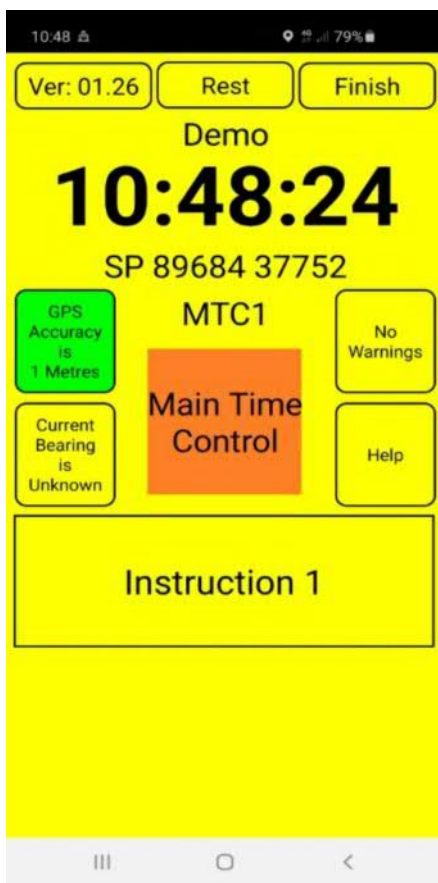 10:48 79%
Ver: 01.26 Rest Finish
Demo
10:48:24
SP 89684 37752
GPS
Accuracy
is
1 Metres
MTC1
No
Warnings
Main Time
Control
Current
Bearing
is
Unknown
Help
Instruction 1